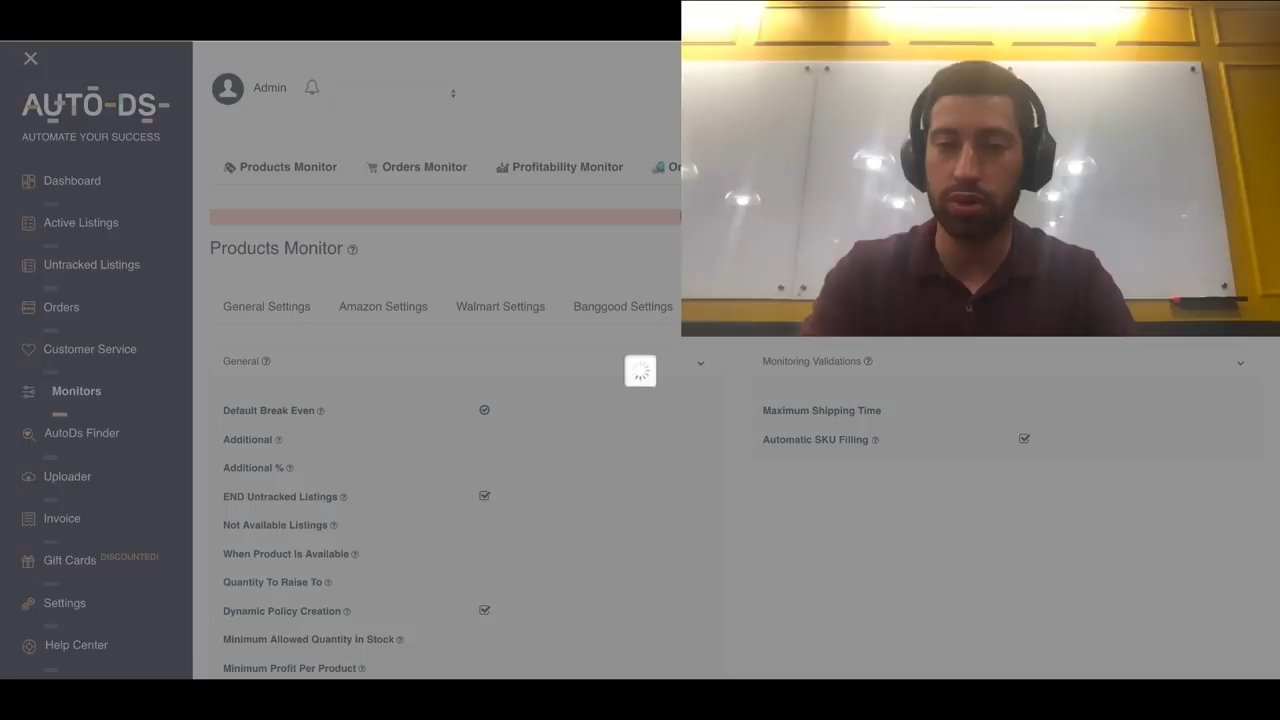 AUTO-DS-
AUTOMATE YOUR SUCCESS
Dashboard
Active Listings
Untracked Listings
Orders
Customer Service
Monitors
AutoDs Finder
Uploader
Invoice
Gift Cards DISCOUNTED!
Settings
Help Center
Admin
Products Monitor Orders Monitor Profitability Monitor Or
Products Monitor
General Settings Amazon Settings Walmart Settings Banggood Settings
General
Default Break Even
Additional
Additional %
END Untracked Listings
Not Available Listings
When Product Is Available
Quantity To Raise To
Dynamic Policy Creation
Minimum Allowed Quantity In Stock
Minimum Profit Per Product
Monitoring Validations
Maximum Shipping Time
Automatic SKU Filling